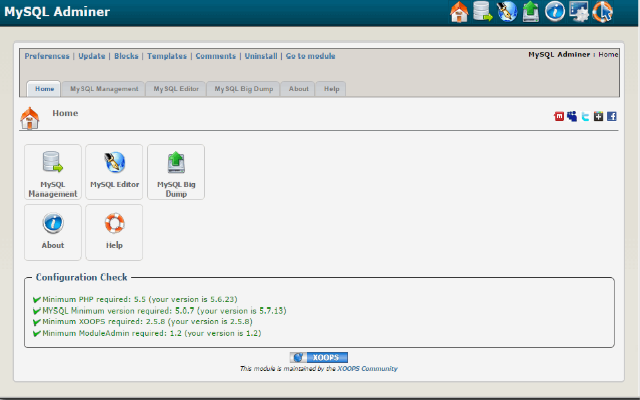 MySQL Adminer
Preferences | Update | Blocks | Templates | Comments | Uninstall | Go to module
MySQL Adminer : Home
Home MySQL Management MySQL Editor MySQL Big Dump About Help
Home
MySQL Management
MySQL Editor
MySQL Big Dump
About
Help
Configuration Check
Minimum PHP required: 5.5 (your version is 5.6.23)
MYSQL Minimum version required: 5.0.7 (your version is 5.7.13)
Minimum XOOPS required: 2.5.8 (your version is 2.5.8)
Minimum ModuleAdmin required: 1.2 (your version is 1.2)
XOOPS
This module is maintained by the XOOPS Community